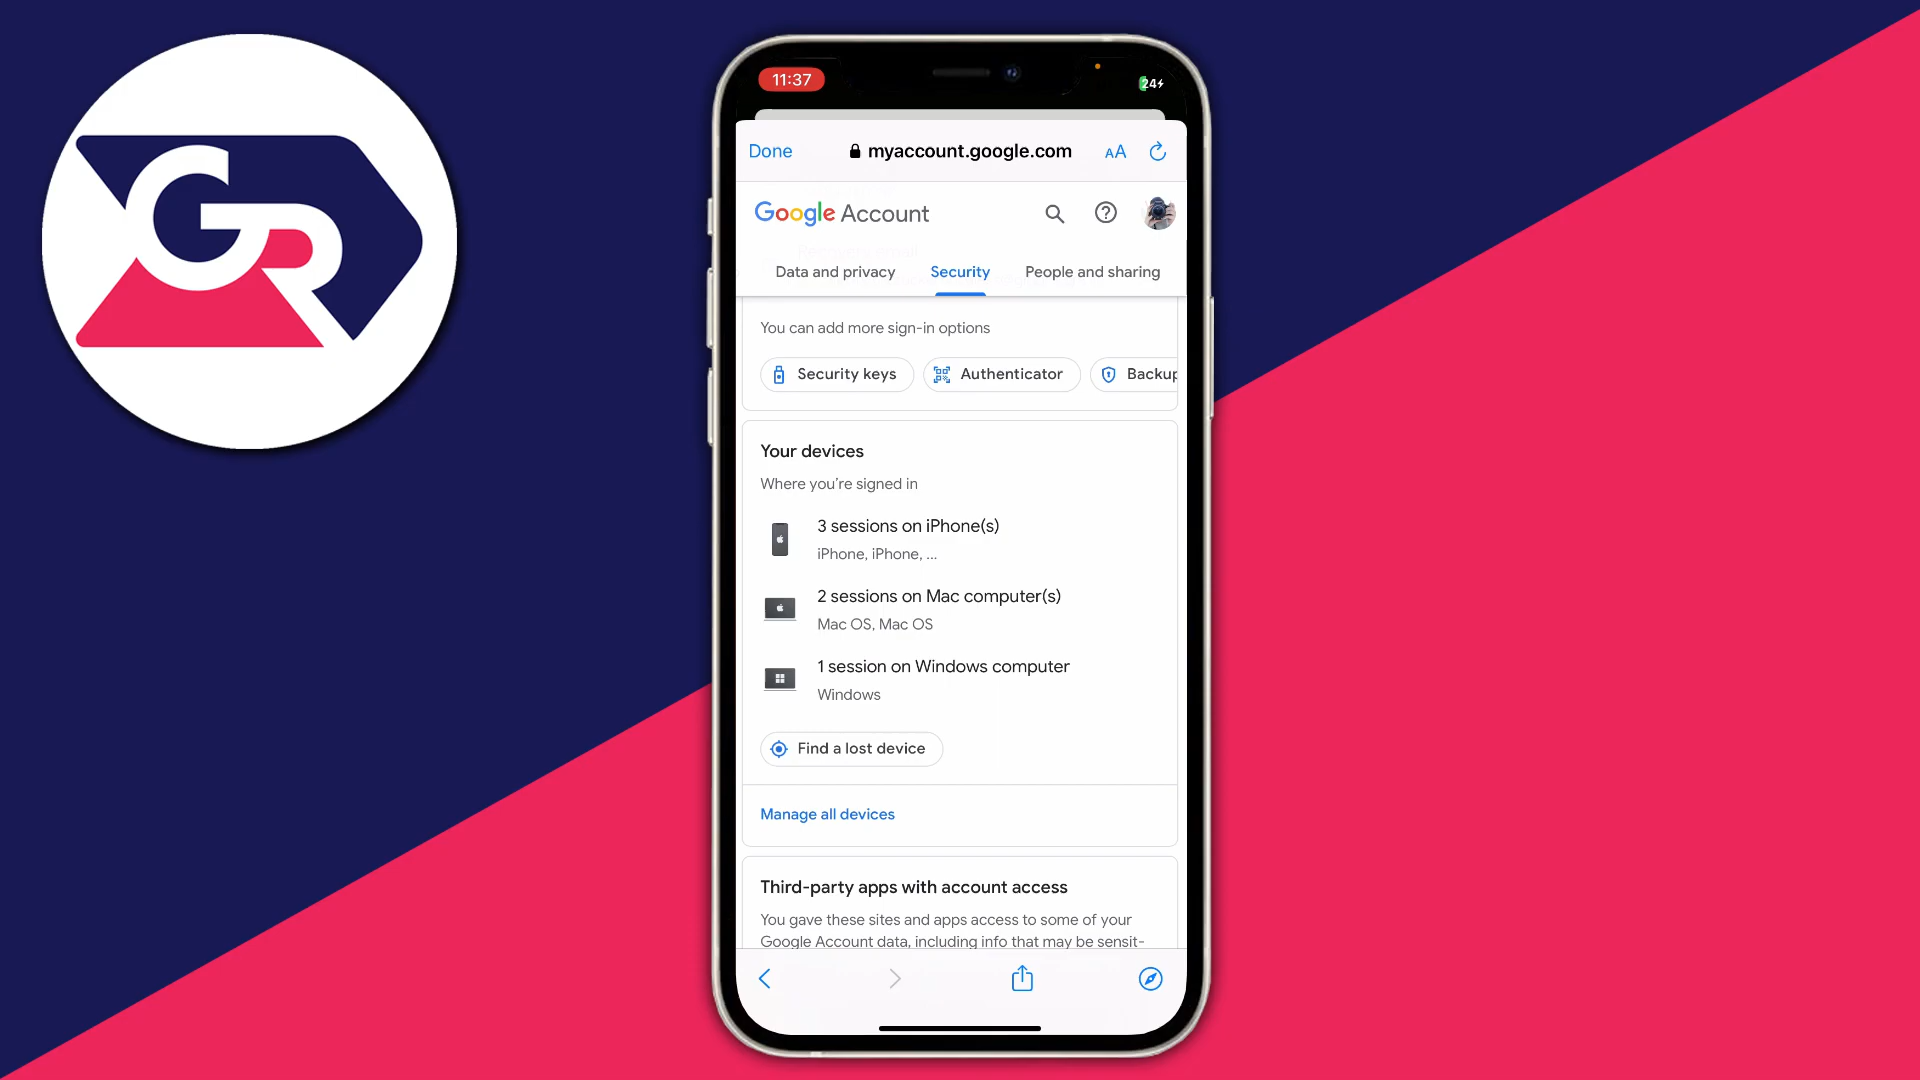 GR
11:37
24
Done
myaccount.google.com
AA
Google Account
Data and privacy
Security
People and sharing
You can add more sign-in options
Security keys
Authenticator
Backup
Your devices
Where you’re signed in
3 sessions on iPhone(s)
iPhone, iPhone, ...
2 sessions on Mac computer(s)
Mac OS, Mac OS
1 session on Windows computer
Windows
Find a lost device
Manage all devices
Third-party apps with account access
You gave these sites and apps access to some of your
Google Account data, including info that may be sensit-